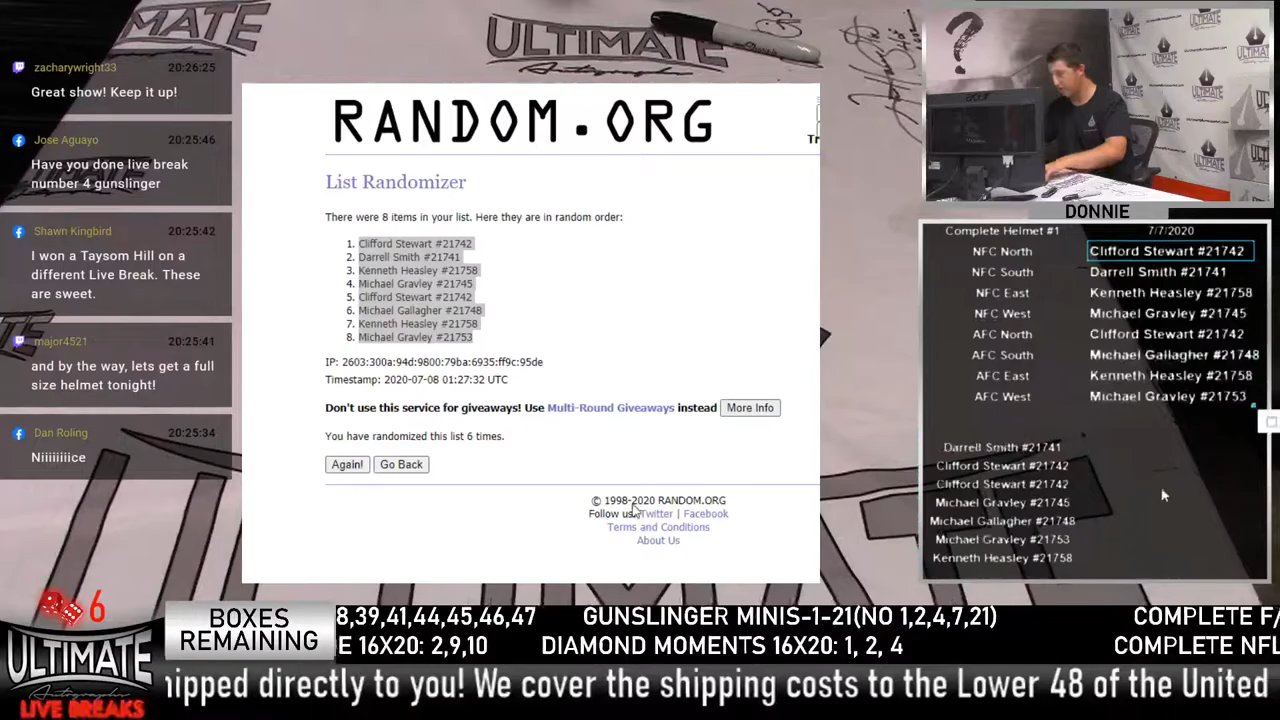 zacharywright33 20:26:25
Great show! Keep it up!
Jose Aguayo 20:25:46
Have you done live break
number 4 gunslinger
Shawn Kingbird 20:25:42
I won a Taysom Hill on
a different Live Break. These
are sweet.
major4521 20:25:41
and by the way, lets get a full
size helmet tonight!
Dan Roling 20:25:34
Niiiiiiice
ULTIMATE
RANDOM.ORG
Tr
List Randomizer
There were 8 items in your list. Here they are in random order:
1. Clifford Stewart #21742
2. Darrell Smith #21741
3. Kenneth Heasley #21758
4. Michael Gravley #21745
5. Clifford Stewart #21742
6. Michael Gallagher #21748
7. Kenneth Heasley #21758
8. Michael Gravley #21753
IP: 2603:300a:94d:9800:79ba:6935:ff9c:95de
Timestamp: 2020-07-08 01:27:32 UTC
Don't use this service for giveaways! Use Multi-Round Giveaways instead More Info
You have randomized this list 6 times.
Again! Go Back
© 1998-2020 RANDOM.ORG
Follow us: Twitter | Facebook
Terms and Conditions
About Us
DONNIE
Complete Helmet #1 7/7/2020
NFC North Clifford Stewart #21742
NFC South Darrell Smith #21741
NFC East Kenneth Heasley #21758
NFC West Michael Gravley #21745
AFC North Clifford Stewart #21742
AFC South Michael Gallagher #21748
AFC East Kenneth Heasley #21758
AFC West Michael Gravley #21753
Darrell Smith #21741
Clifford Stewart #21742
Clifford Stewart #21742
Michael Gravley #21745
Michael Gallagher #21748
Michael Gravley #21753
Kenneth Heasley #21758
6
ULTIMATE
Autographs
LIVE BREAKS
BOXES
REMAINING
8,39,41,44,45,46,47 GUNSLINGER MINIS-1-21(NO 1,2,4,7,21) COMPLETE F/
E 16X20: 2,9,10 DIAMOND MOMENTS 16X20: 1, 2, 4 COMPLETE NFL
hipped directly to you! We cover the shipping costs to the Lower 48 of the United